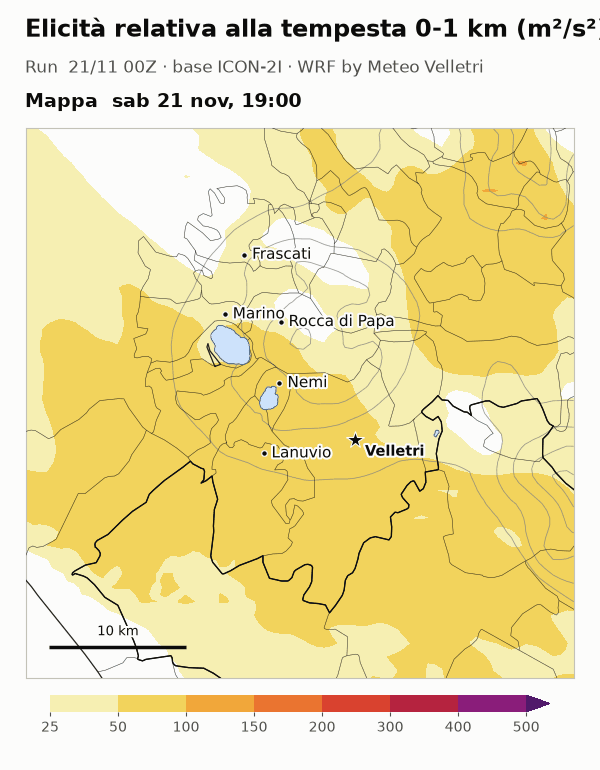 Elicità relativa alla tempesta 0-1 km (m²/s²)
Run  21/11 00Z · base ICON-2I · WRF by Meteo Velletri
Mappa  sab 21 nov, 19:00
Frascati
Marino
Rocca di Papa
Nemi
Velletri
Lanuvio
10 km
25 50 100 150 200 300 400 500